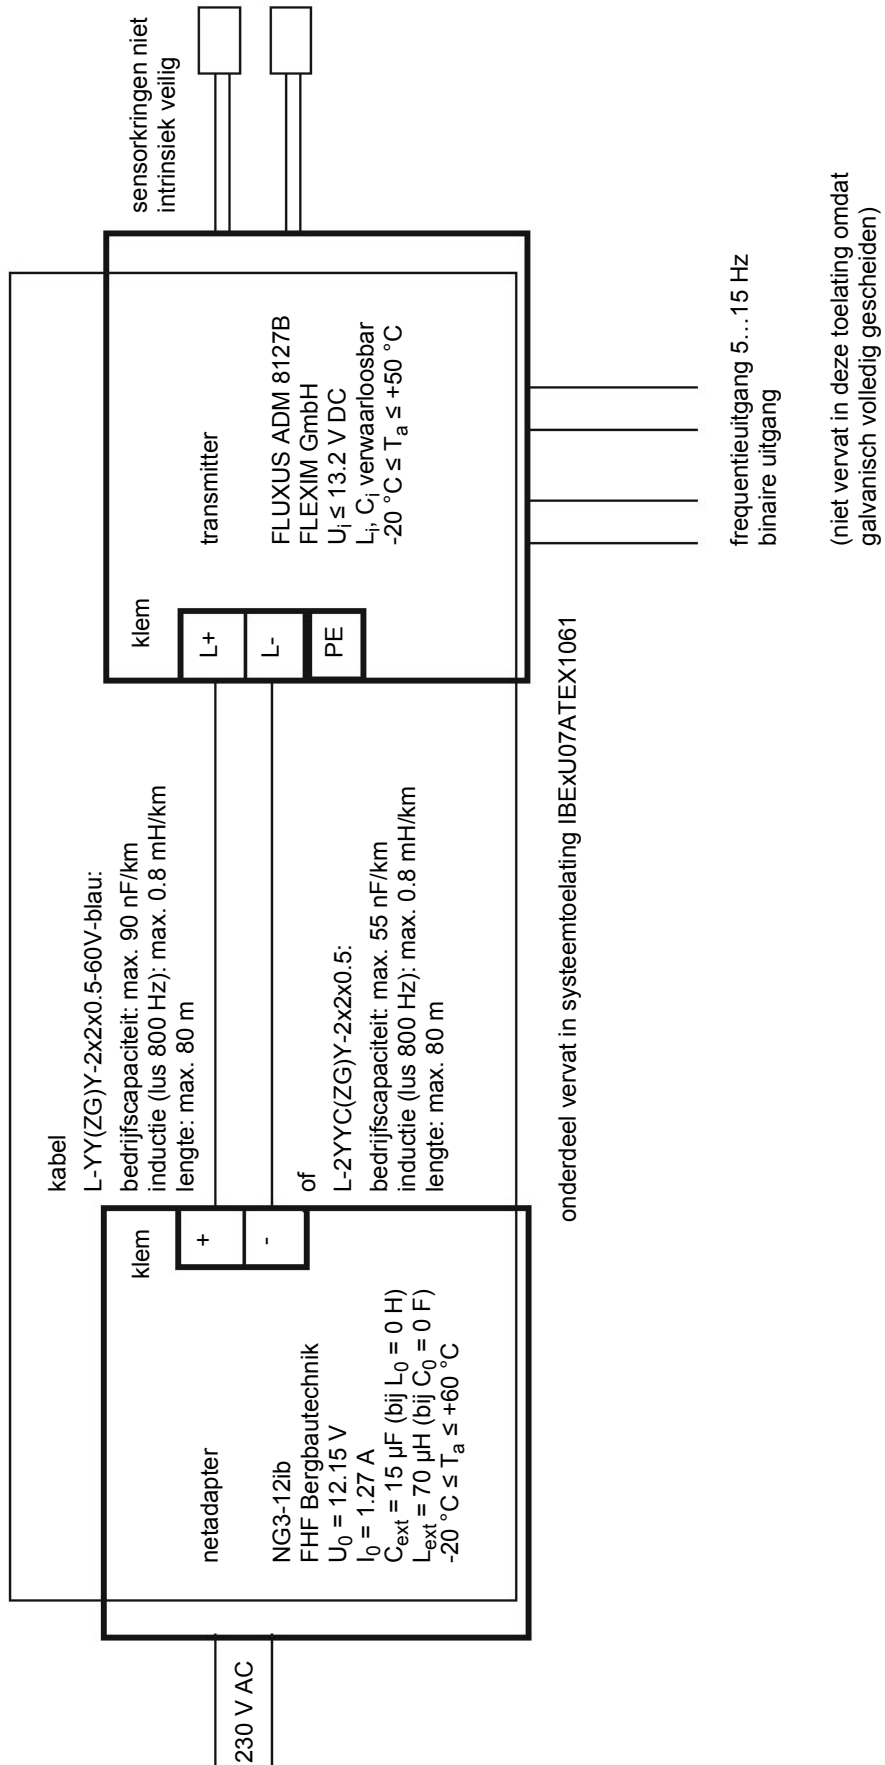 230 V AC
netadapter
NG3-12ib
FHF Bergbautechnik
U0 = 12.15 V
I0 = 1.27 A
Cext = 15 µF (bij L0 = 0 H)
Lext = 70 µH (bij C0 = 0 F)
-20 °C ≤ Ta ≤ +60 °C
klem
+
-
kabel
L-YY(ZG)Y-2x2x0.5-60V-blau:
bedrijfscapaciteit: max. 90 nF/km
inductie (lus 800 Hz): max. 0.8 mH/km
lengte: max. 80 m
of
L-2YYC(ZG)Y-2x2x0.5:
bedrijfscapaciteit: max. 55 nF/km
inductie (lus 800 Hz): max. 0.8 mH/km
lengte: max. 80 m
klem
L+
L-
PE
transmitter
FLUXUS ADM 8127B
FLEXIM GmbH
Ui ≤ 13.2 V DC
Li, Ci verwaarloosbar
-20 °C ≤ Ta ≤ +50 °C
sensorkringen niet
intrinsiek veilig
onderdeel vervat in systeemtoelating IBExU07ATEX1061
frequentieuitgang 5...15 Hz
binaire uitgang
(niet vervat in deze toelating omdat
galvanisch volledig gescheiden)